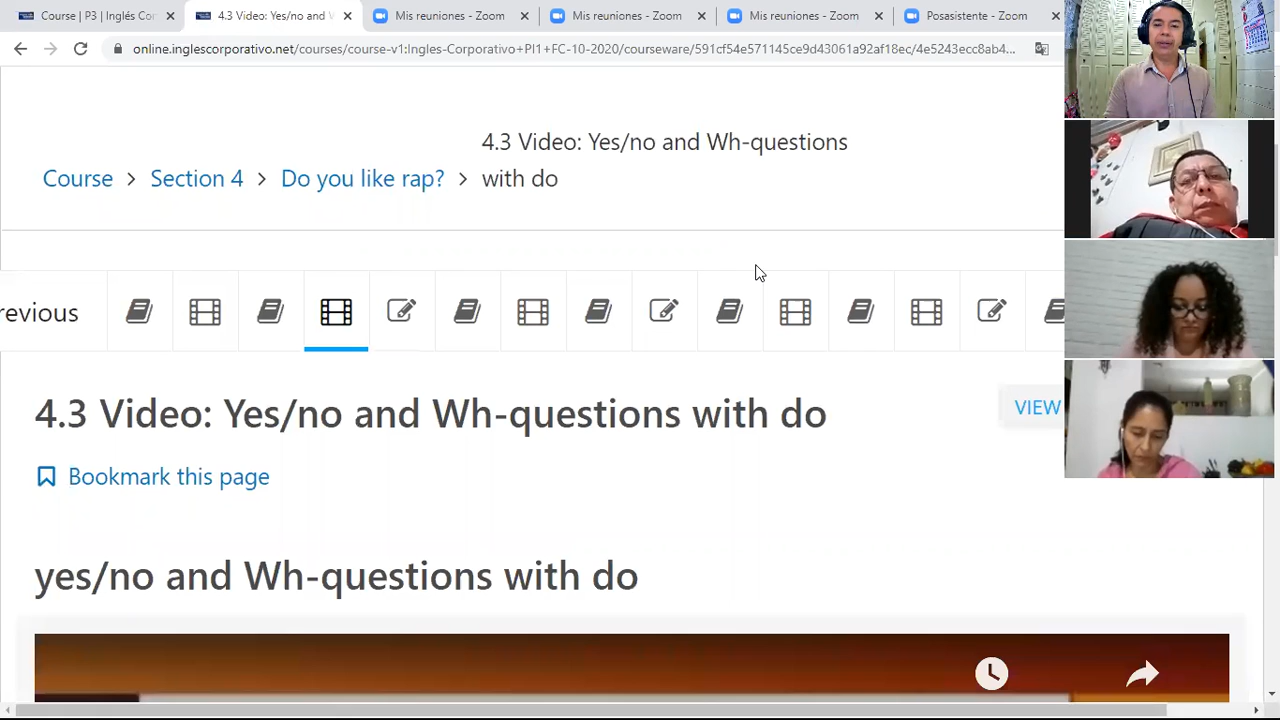 Course | P3 | Inglés Cor
4.3 Video: Yes/no and W
Mis reuniones - Zoom
Mis reuniones - Zoom
Mis reuniones - Zoom
Posasistente - Zoom
online.inglescorporativo.net/courses/course-v1:Ingles-Corporativo+PI1+FC-10-2020/courseware/591cf54e571145ce9d43061a92af18ec/4e5243ecc8ab4...
4.3 Video: Yes/no and Wh-questions
Course > Section 4 > Do you like rap? > with do
revious
4.3 Video: Yes/no and Wh-questions with do
VIEW
Bookmark this page
yes/no and Wh-questions with do